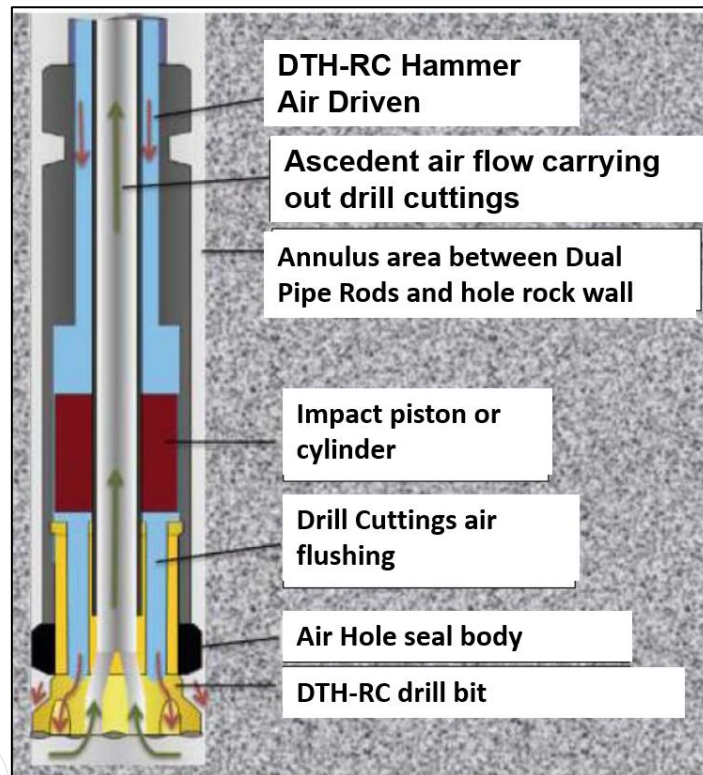 DTH-RC Hammer
Air Driven
Ascedent air flow carrying
out drill cuttings
Annulus area between Dual
Pipe Rods and hole rock wall
Impact piston or
cylinder
Drill Cuttings air
flushing
Air Hole seal body
DTH-RC drill bit